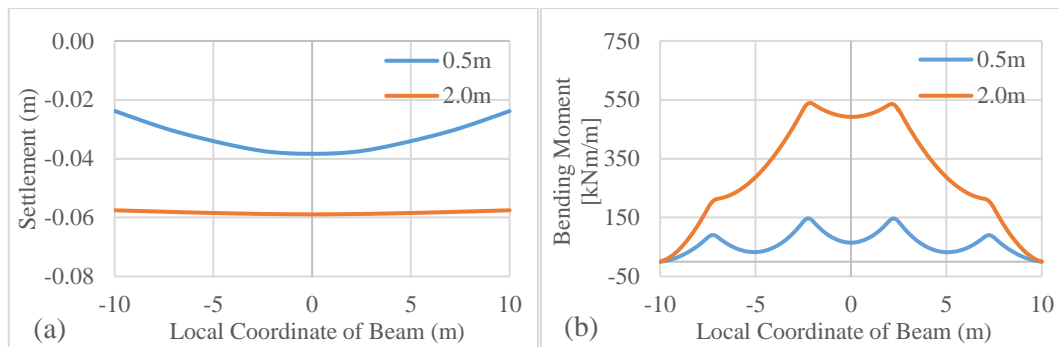 0.00
-0.02
-0.04
-0.06
-0.08
Settlement (m)
0.5m
2.0m
-10
-5
0
5
10
(a)
Local Coordinate of Beam (m)
750
550
350
150
-50
Bending Moment
[kNm/m]
0.5m
2.0m
-10
-5
0
5
10
(b)
Local Coordinate of Beam (m)